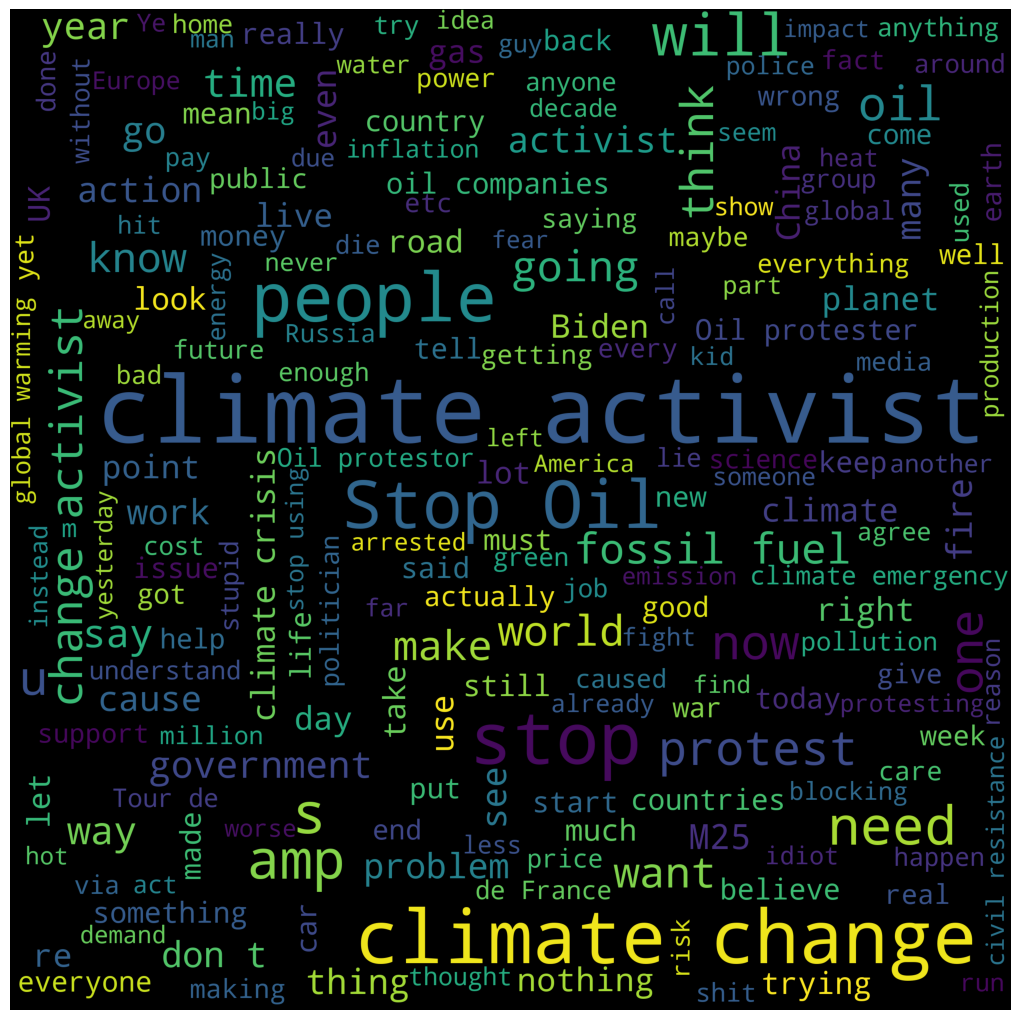 year
Ye
home
man
really
try
idea
guy
back
gas
will
impact
anything
done
without
Europe
time
mean
big
even
water
power
anyone
decade
country
inflation
think
police
fact
around
wrong
oil
go
pay
due
activist
seem
come
UK
action
public
oil companies
etc
China
heat
group
global
many
used
earth
hit
live
money
die
road
fear
saying
show
maybe
know
energy
never
going
everything
well
look
people
call
part
planet
production
global warming yet
away
Russia
tell
Biden
getting
every
Oil protester
future
kid
media
bad
enough
climate activist
change activist
left
point
climate crisis
Oil protestor
lot
America
lie
science
keep
another
someone
yesterday
work
stop using
Stop Oil
new
climate
fire
instead
cost
issue
stupid
politician
arrested
must
green
fossil fuel
agree
said
emission
climate emergency
got
far
actually
job
good
right
say
help
life
make
world
fight
now
pollution
one
u
understand
take
still
caused
find
give
reason
cause
day
use
already
war
today
protesting
support
million
stop
protest
week
government
care
let
Tour de
put
see
start
countries
blocking
civil resistance
way
made
worse
s
end
less
much
M25
need
hot
amp
problem
price
idiot
happen
via
act
want
de France
believe
real
something
car
climate change
demand
re
don t
risk
everyone
making
thing
thought
nothing
shit
trying
run